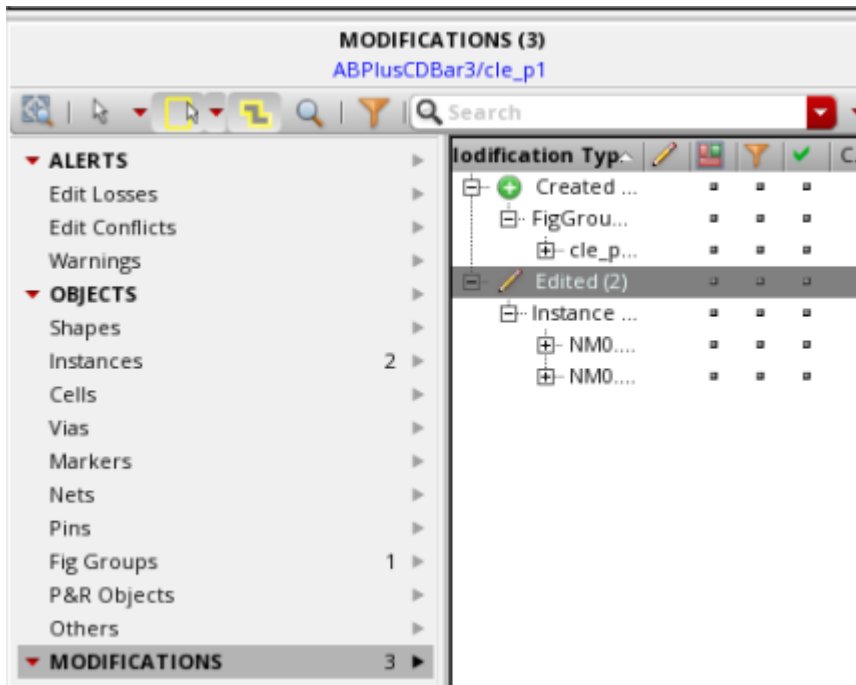 MODIFICATIONS (3)
ABPlusCDBar3/cle_p1
Search
ALERTS
Edit Losses
Edit Conflicts
Warnings
OBJECTS
Shapes
Instances 2
Cells
Vias
Markers
Nets
Pins
Fig Groups 1
P&R Objects
Others
MODIFICATIONS 3
lodification Typ C.
Created ...
FigGrou...
cle_p...
Edited (2)
Instance ...
NM0....
NM0....